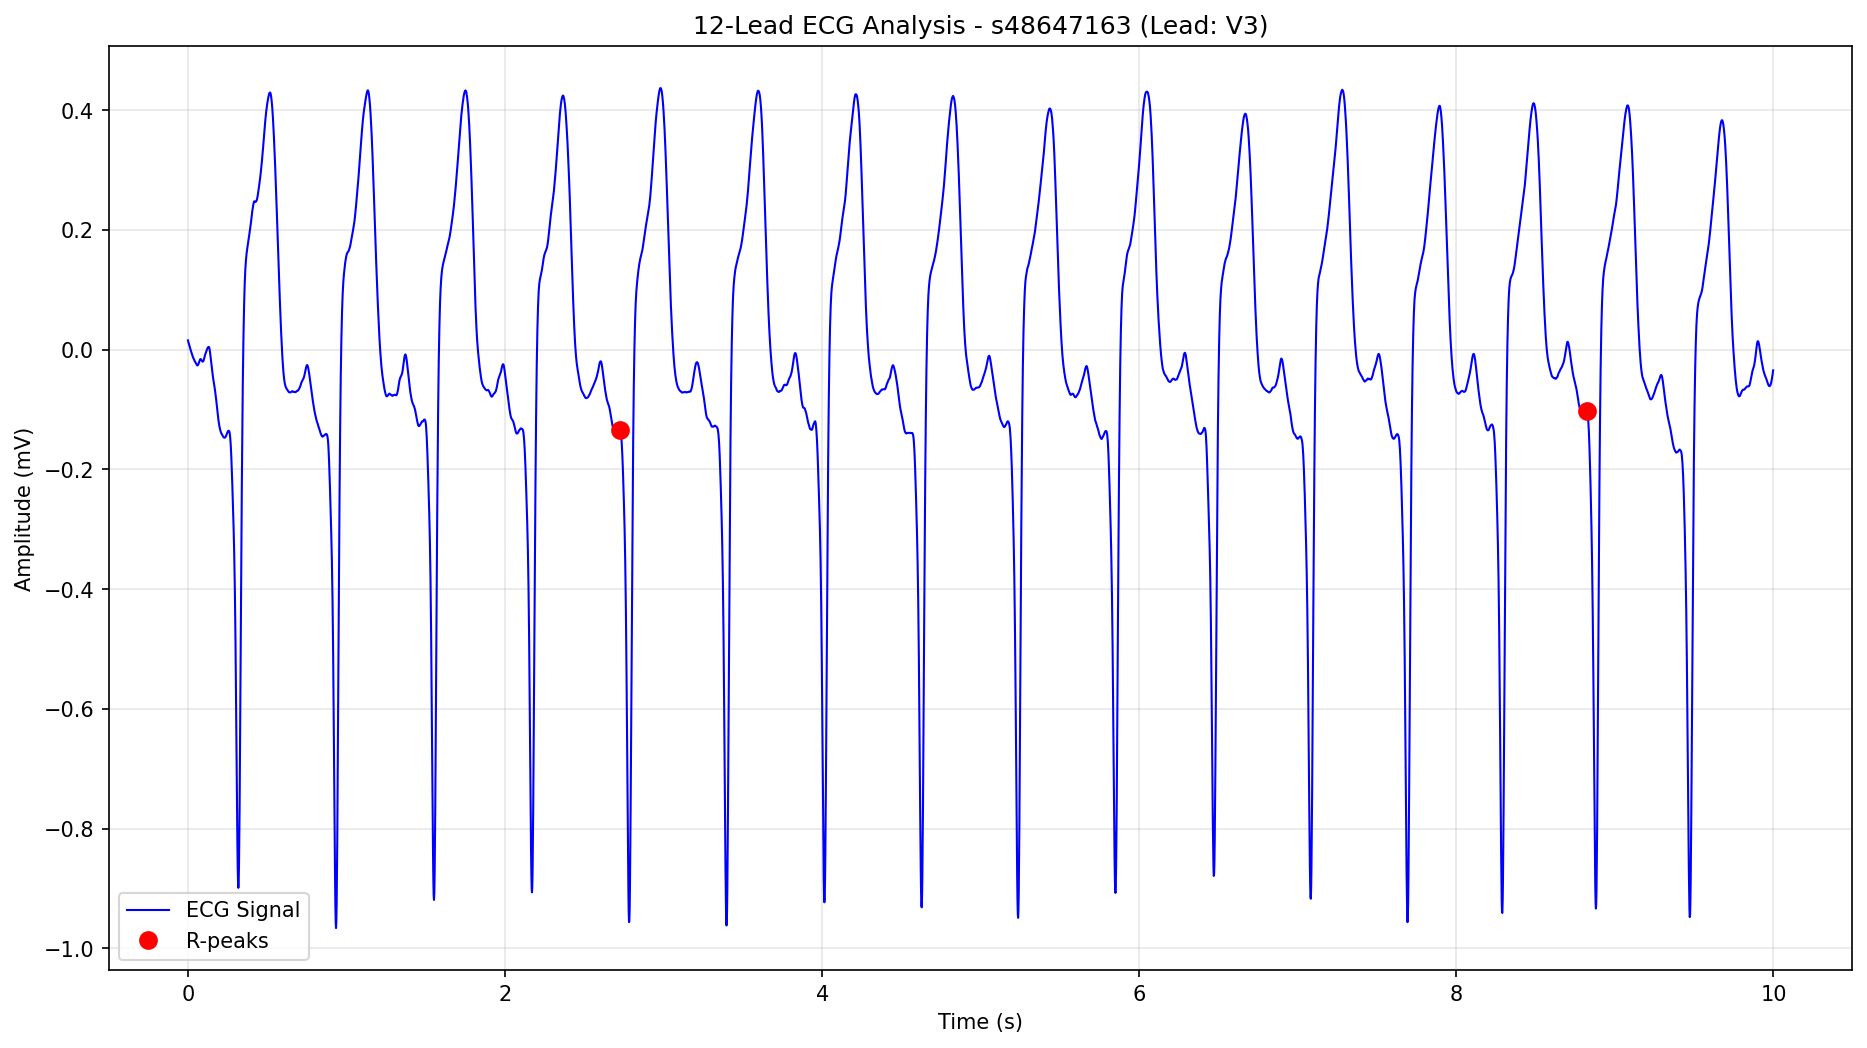 12-Lead ECG Analysis - s48647163 (Lead: V3)
Amplitude (mV)
0.4
0.2
0.0
−0.2
−0.4
−0.6
−0.8
−1.0
ECG Signal
R-peaks
0 2 4 6 8 10
Time (s)